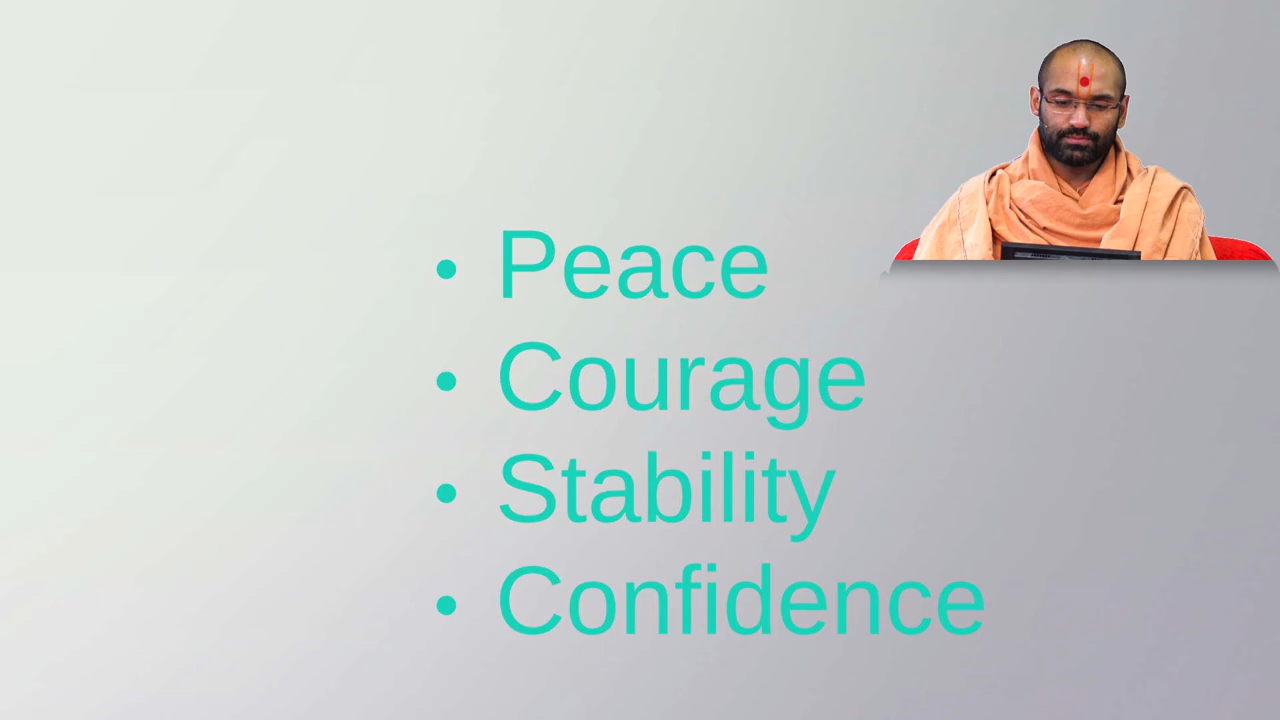 • Peace
• Courage
• Stability
• Confidence